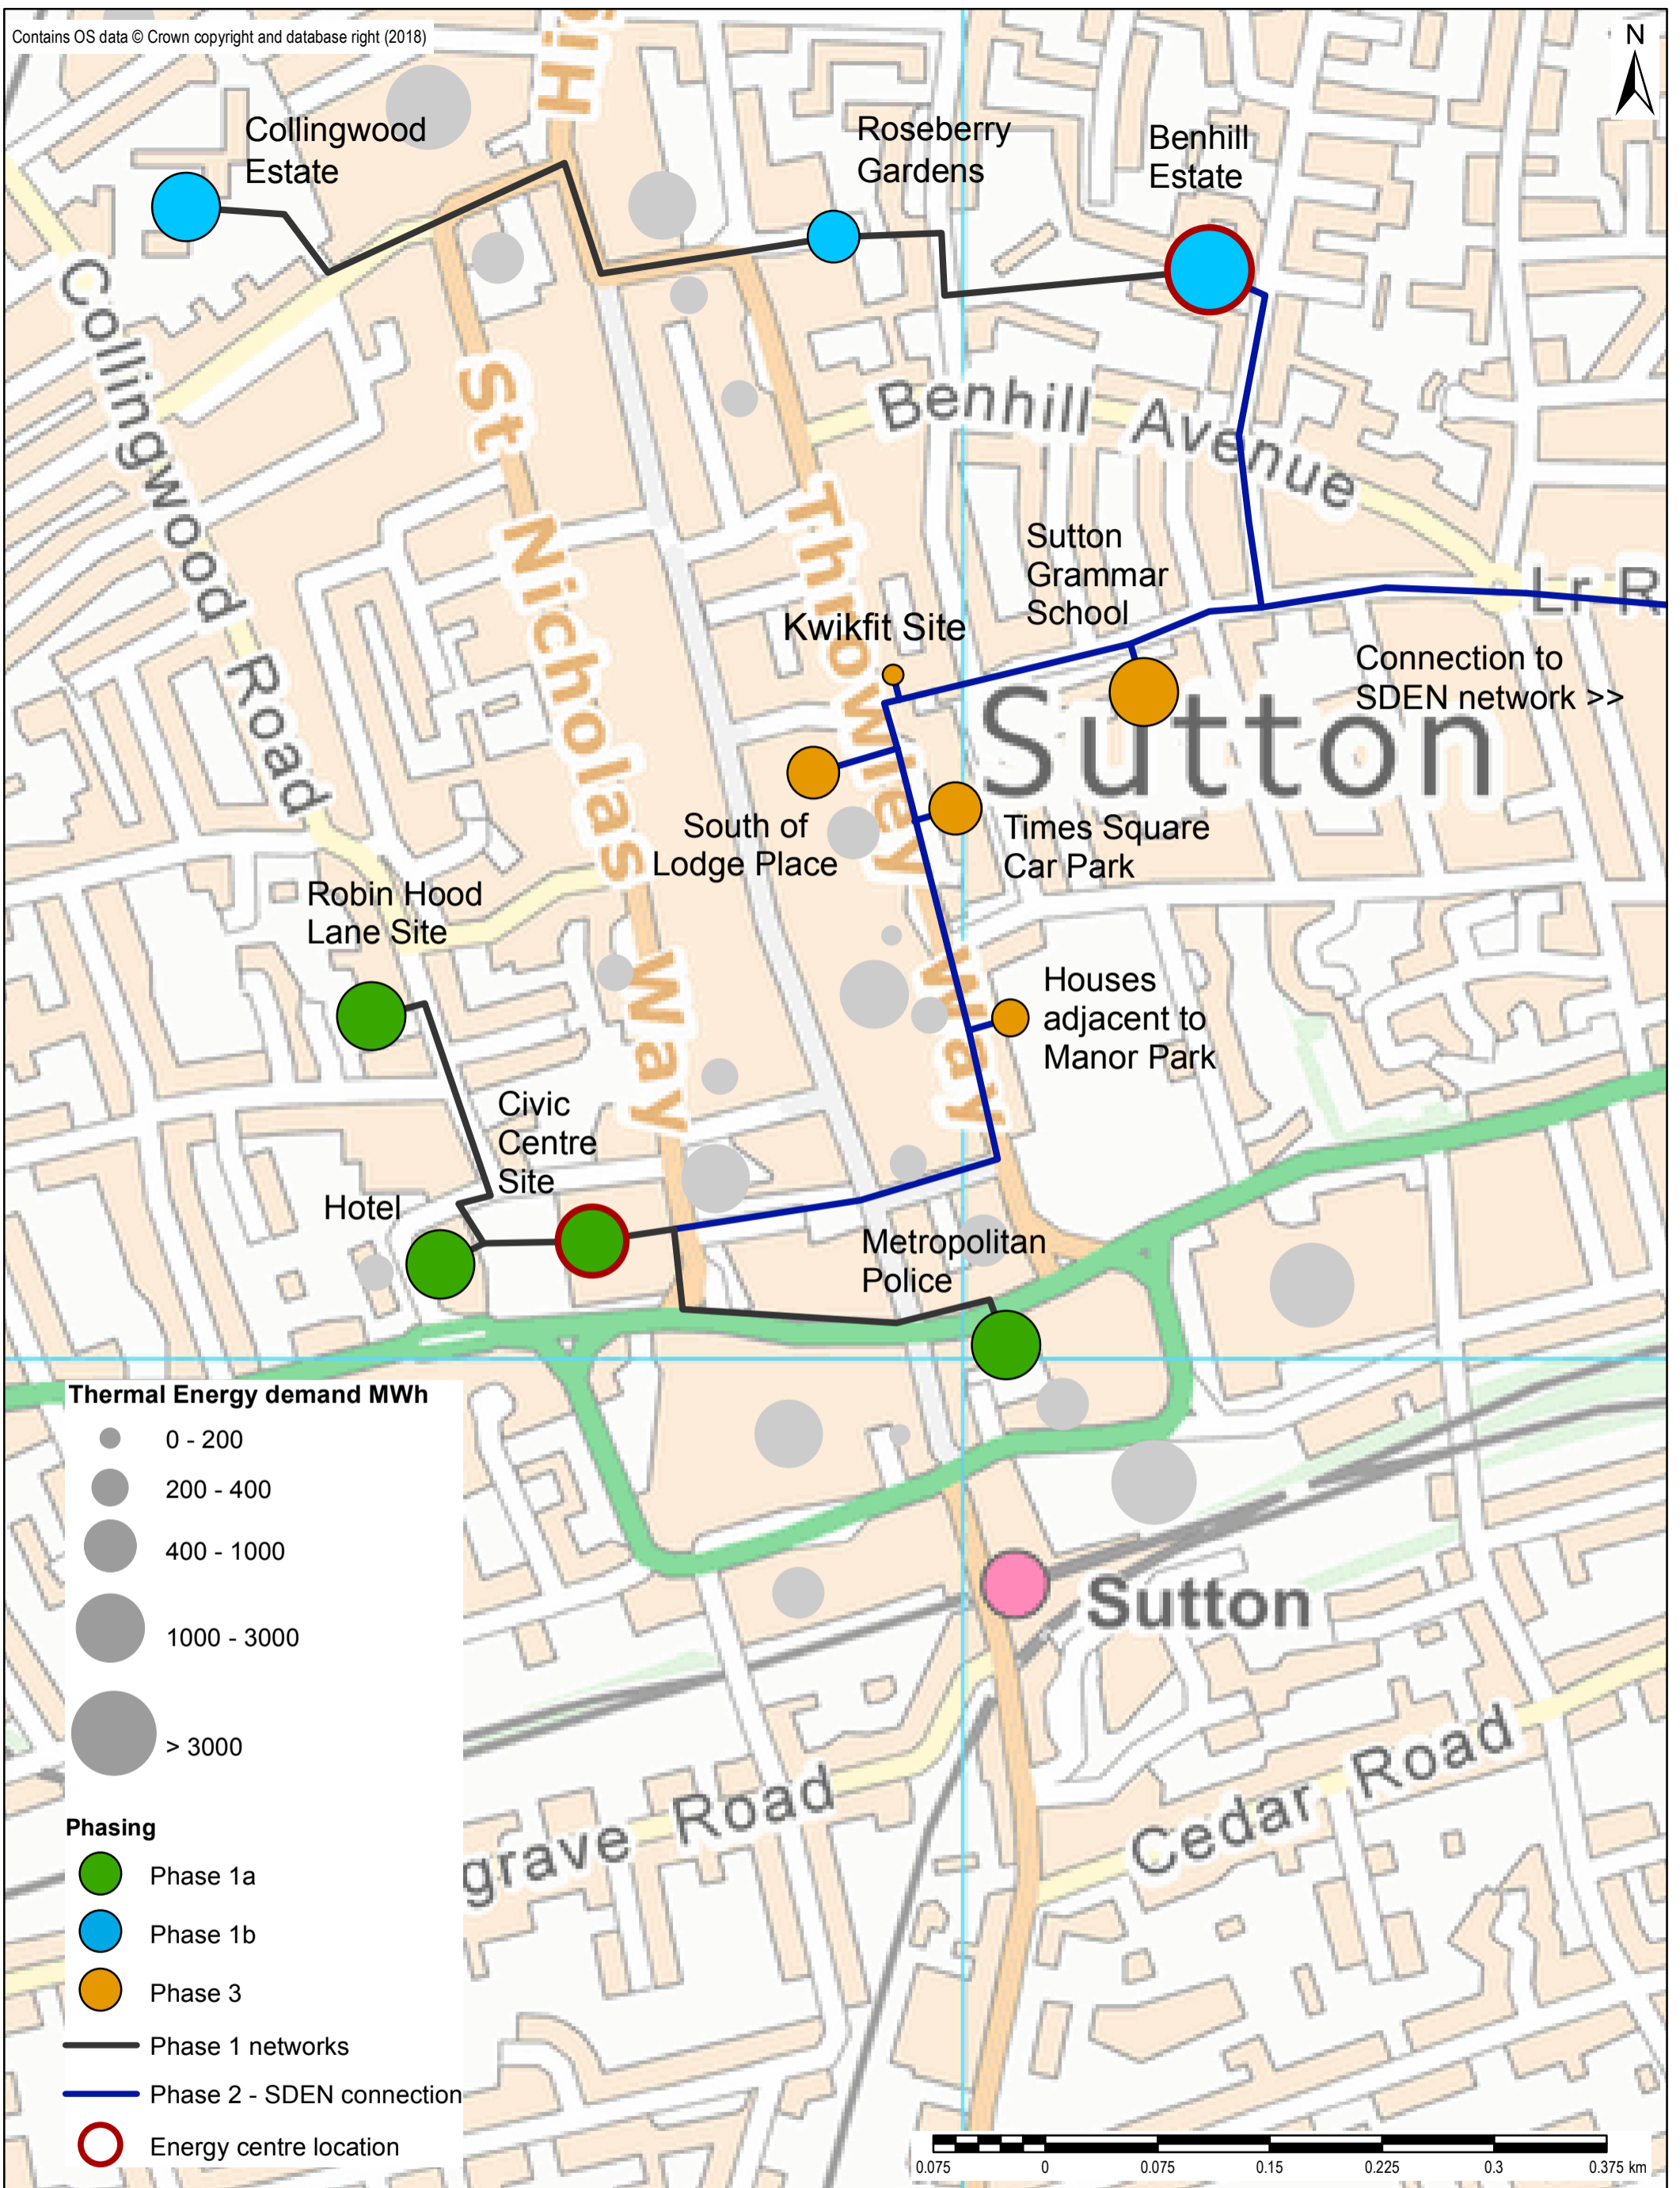 Contains OS data © Crown copyright and database right (2018)
N
Collingwood
Estate
Roseberry
Gardens
Benhill
Estate
Collingwood Road
St Nicholas Way
Throwley Way
Benhill Avenue
Lr R
Sutton
Grammar
School
Kwikfit Site
Connection to
SDEN network >>
Sutton
South of
Lodge Place
Times Square
Car Park
Robin Hood
Lane Site
Houses
adjacent to
Manor Park
Civic
Centre
Site
Hotel
Metropolitan
Police
Sutton
grave Road
Cedar Road
Thermal Energy demand MWh
0 - 200
200 - 400
400 - 1000
1000 - 3000
> 3000
Phasing
Phase 1a
Phase 1b
Phase 3
Phase 1 networks
Phase 2 - SDEN connection
Energy centre location
0.075 0 0.075 0.15 0.225 0.3 0.375 km